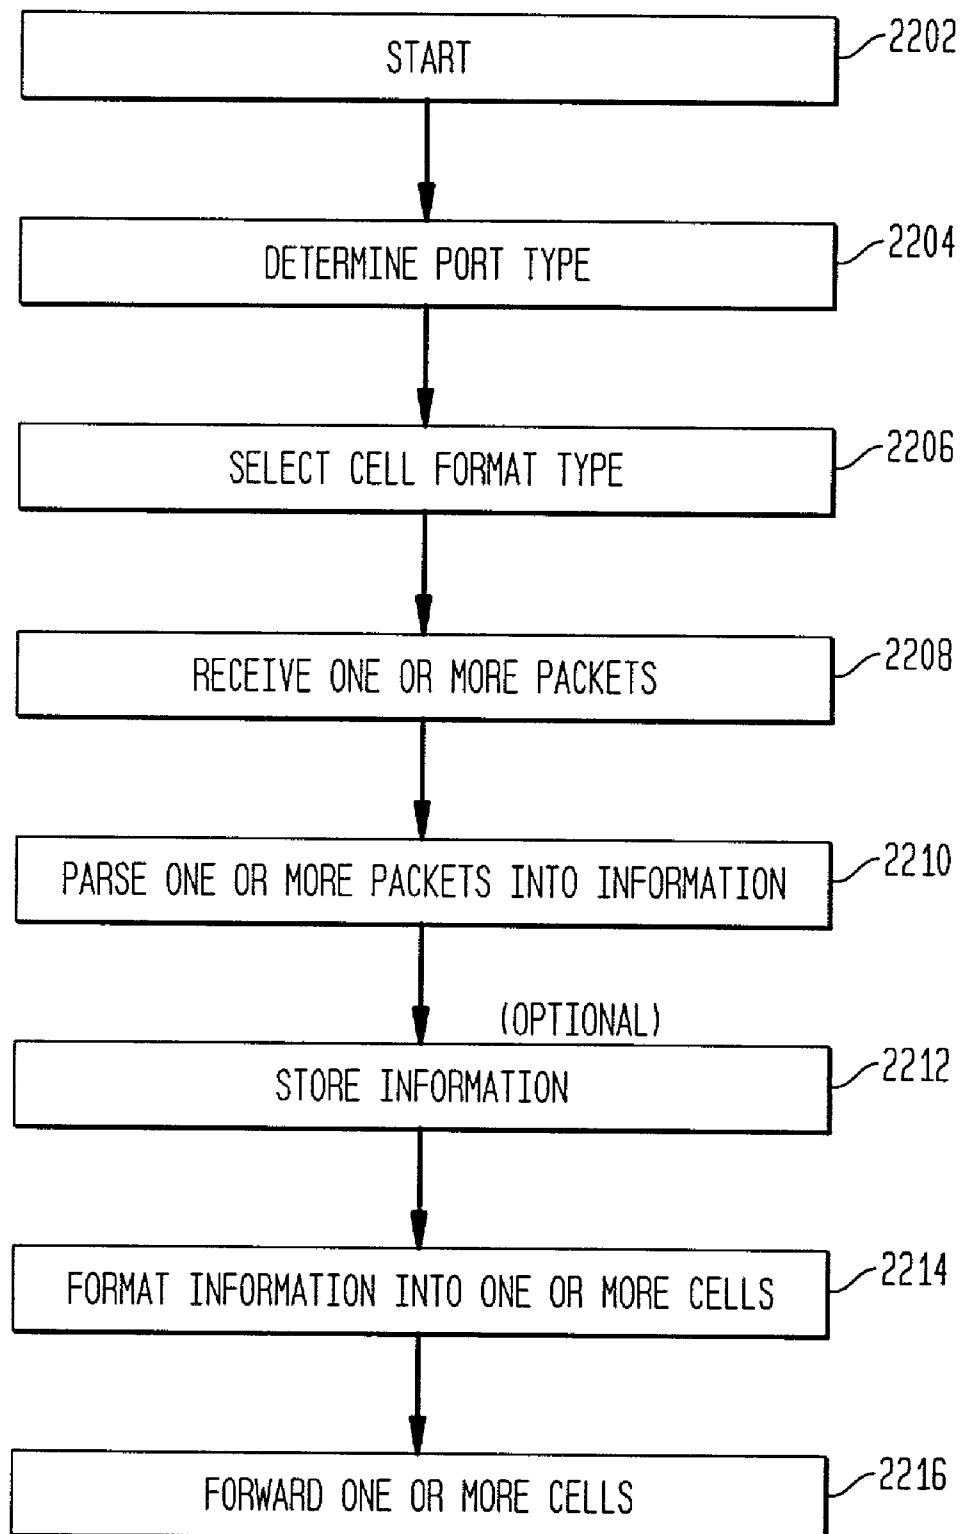 START
2202
DETERMINE PORT TYPE
2204
SELECT CELL FORMAT TYPE
2206
RECEIVE ONE OR MORE PACKETS
2208
PARSE ONE OR MORE PACKETS INTO INFORMATION
2210
(OPTIONAL)
STORE INFORMATION
2212
FORMAT INFORMATION INTO ONE OR MORE CELLS
2214
FORWARD ONE OR MORE CELLS
2216